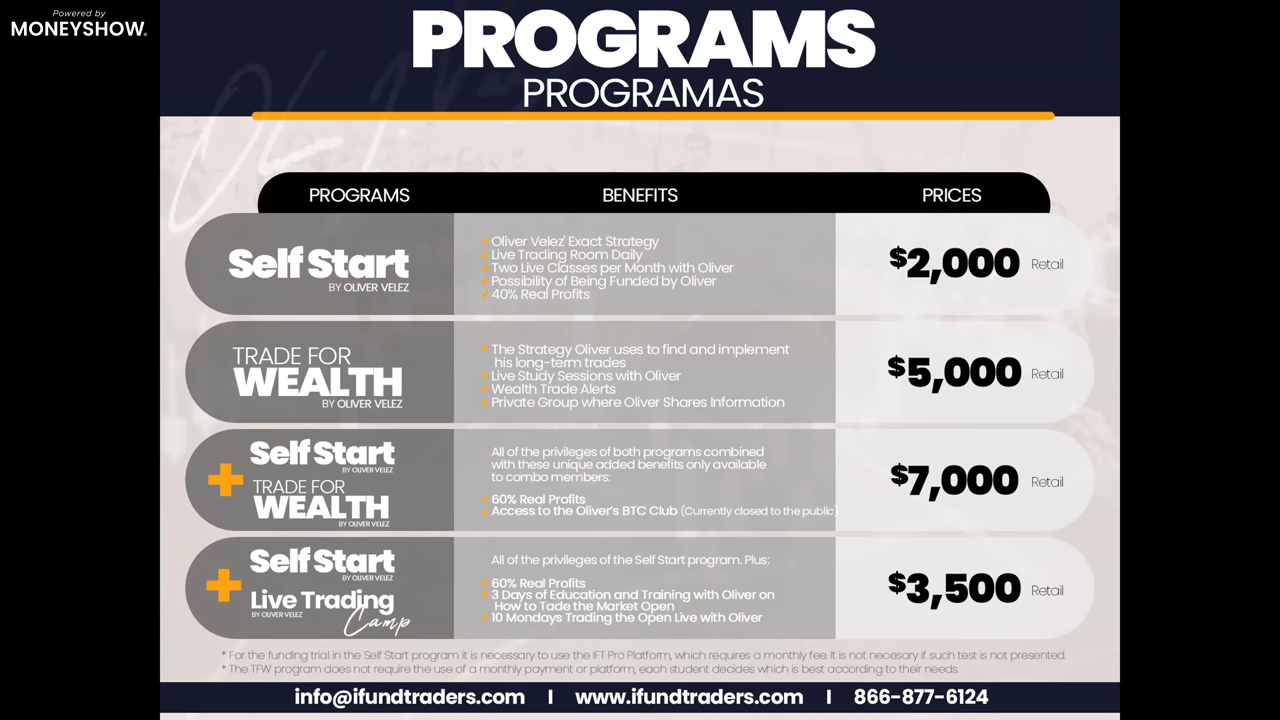 Powered by
MONEYSHOW®
PROGRAMS
PROGRAMAS
PROGRAMS
BENEFITS
PRICES
Self Start
BY OLIVER VELEZ
Oliver Velez' Exact Strategy
Live Trading Room Daily
Two Live Classes per Month with Oliver
Possibility of Being Funded by Oliver
40% Real Profits
$2,000 Retail
TRADE FOR
WEALTH
BY OLIVER VELEZ
The Strategy Oliver uses to find and implement
his long-term trades
Live Study Sessions with Oliver
Wealth Trade Alerts
Private Group where Oliver Shares Information
$5,000 Retail
Self Start
BY OLIVER VELEZ
+
TRADE FOR
WEALTH
BY OLIVER VELEZ
All of the privileges of both programs combined
with these unique added benefits only available
to combo members:
60% Real Profits
Access to the Oliver's BTC Club (Currently closed to the public)
$7,000 Retail
Self Start
BY OLIVER VELEZ
+
Live Trading
BY OLIVER VELEZ
Camp
All of the privileges of the Self Start program. Plus:
60% Real Profits
3 Days of Education and Training with Oliver on
How to Tade the Market Open
10 Mondays Trading the Open Live with Oliver
$3,500 Retail
* For the funding trial in the Self Start program it is necessary to use the IFT Pro Platform, which requires a monthly fee. It is not necesary if such test is not presented.
* The TFW program does not require the use of a monthly payment or platform, each student decides which is best according to their needs.
info@ifundtraders.com I www.ifundtraders.com I 866-877-6124